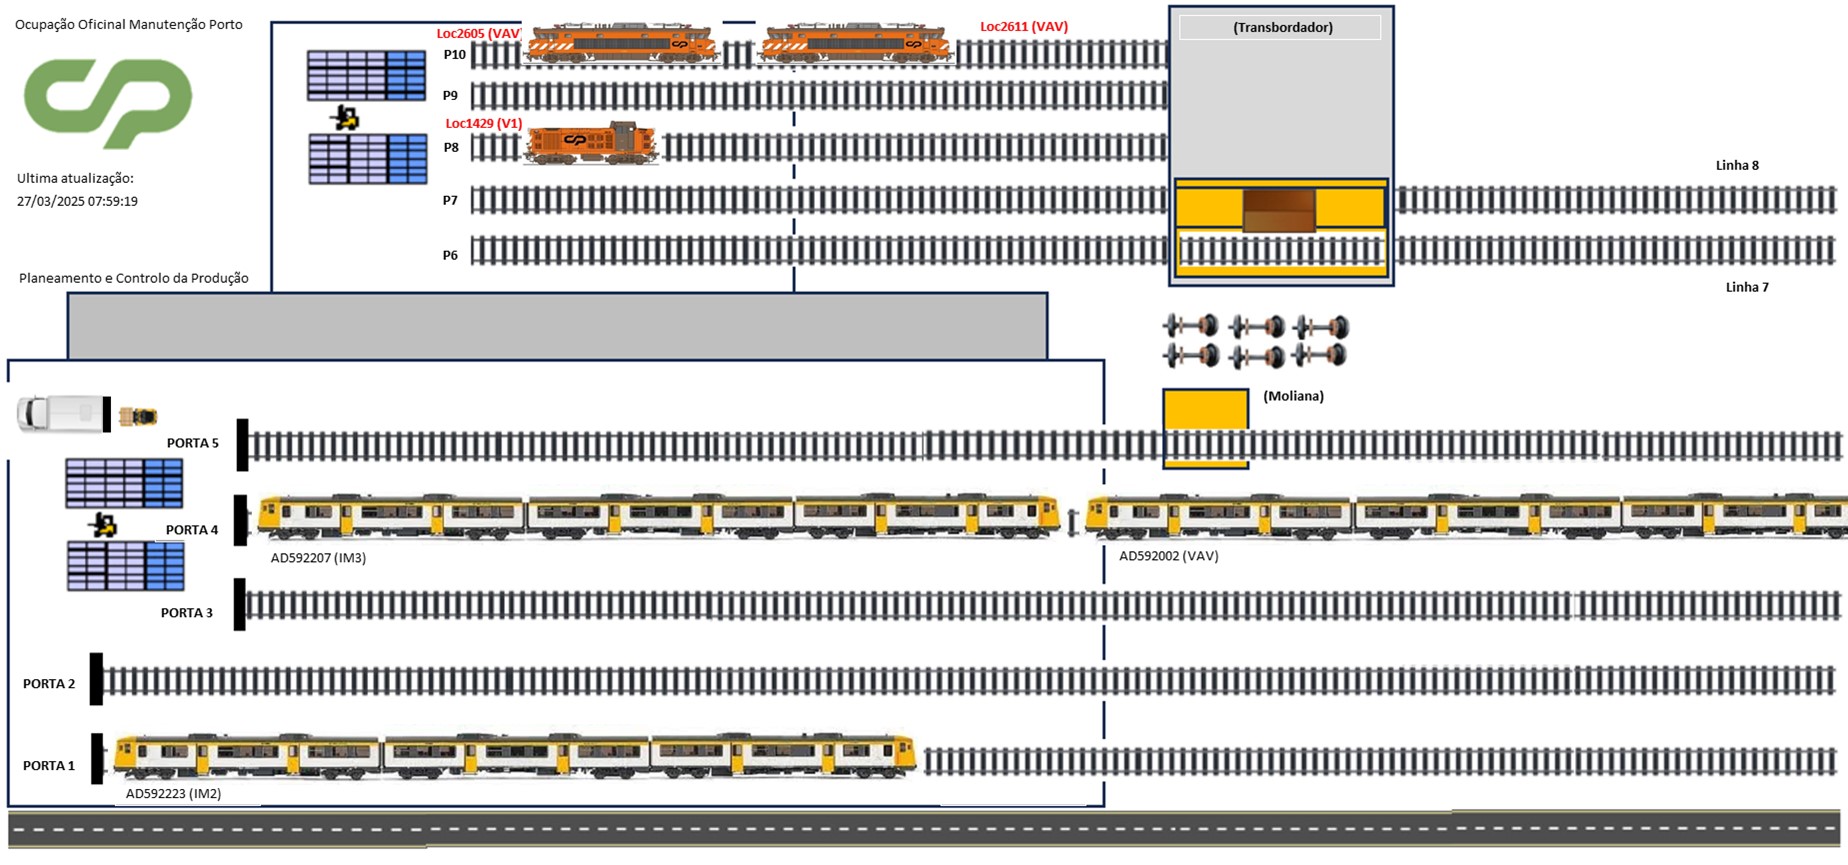 Ocupação Oficinal Manutenção Porto
CP
Ultima atualização:
27/03/2025 07:59:19
Planeamento e Controlo da Produção
Loc2605 (VAV)
Loc2611 (VAV)
(Transbordador)
P10
P9
Loc1429 (V1)
CP
P8
Linha 8
P7
P6
Linha 7
(Moliana)
PORTA 5
PORTA 4
AD592207 (IM3)
AD592002 (VAV)
PORTA 3
PORTA 2
PORTA 1
AD592223 (IM2)